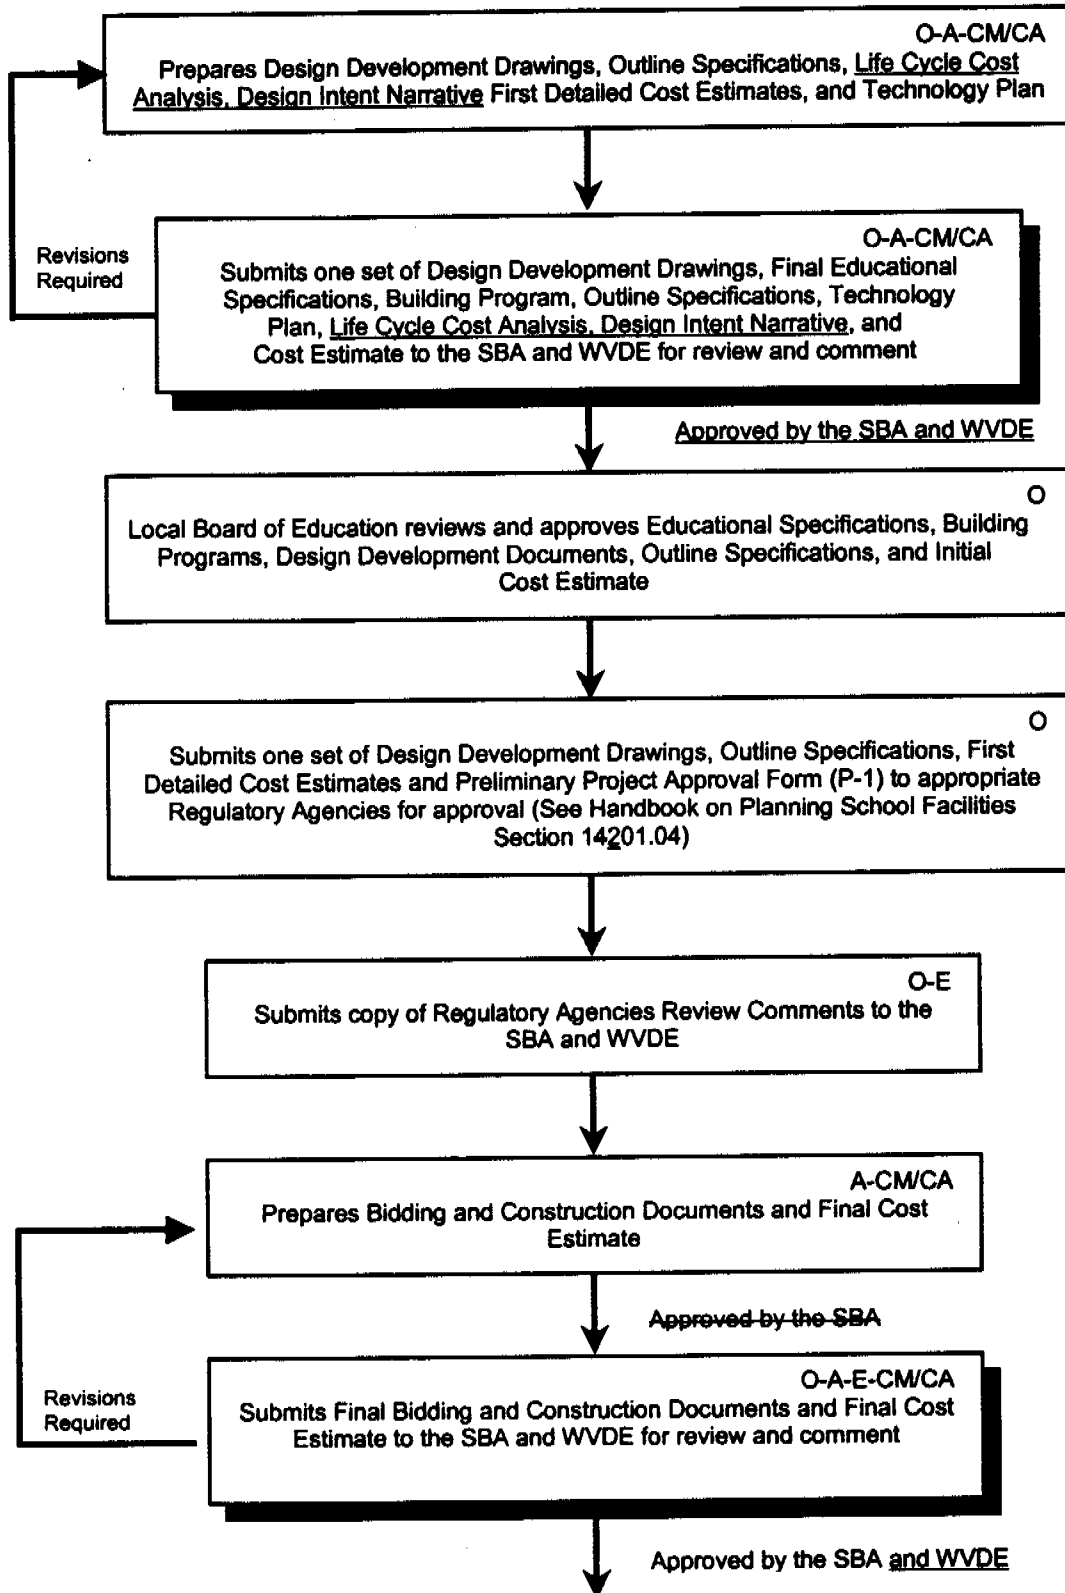 O-A-CM/CA
Prepares Design Development Drawings, Outline Specifications, Life Cycle Cost
Analysis, Design Intent Narrative First Detailed Cost Estimates, and Technology Plan
Revisions
Required
O-A-CM/CA
Submits one set of Design Development Drawings, Final Educational
Specifications, Building Program, Outline Specifications, Technology
Plan, Life Cycle Cost Analysis, Design Intent Narrative, and
Cost Estimate to the SBA and WVDE for review and comment
Approved by the SBA and WVDE
O
Local Board of Education reviews and approves Educational Specifications, Building
Programs, Design Development Documents, Outline Specifications, and Initial
Cost Estimate
O
Submits one set of Design Development Drawings, Outline Specifications, First
Detailed Cost Estimates and Preliminary Project Approval Form (P-1) to appropriate
Regulatory Agencies for approval (See Handbook on Planning School Facilities
Section 14201.04)
O-E
Submits copy of Regulatory Agencies Review Comments to the
SBA and WVDE
A-CM/CA
Prepares Bidding and Construction Documents and Final Cost
Estimate
Approved by the SBA
Revisions
Required
O-A-E-CM/CA
Submits Final Bidding and Construction Documents and Final Cost
Estimate to the SBA and WVDE for review and comment
Approved by the SBA and WVDE